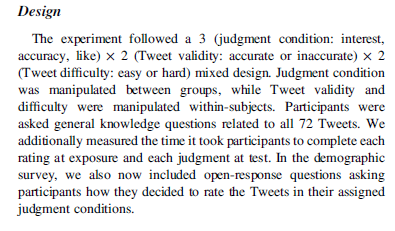 Design
The experiment followed a 3 (judgment condition: interest,
accuracy, like) × 2 (Tweet validity: accurate or inaccurate) × 2
(Tweet difficulty: easy or hard) mixed design. Judgment condition
was manipulated between groups, while Tweet validity and
difficulty were manipulated within-subjects. Participants were
asked general knowledge questions related to all 72 Tweets. We
additionally measured the time it took participants to complete each
rating at exposure and each judgment at test. In the demographic
survey, we also now included open-response questions asking
participants how they decided to rate the Tweets in their assigned
judgment conditions.